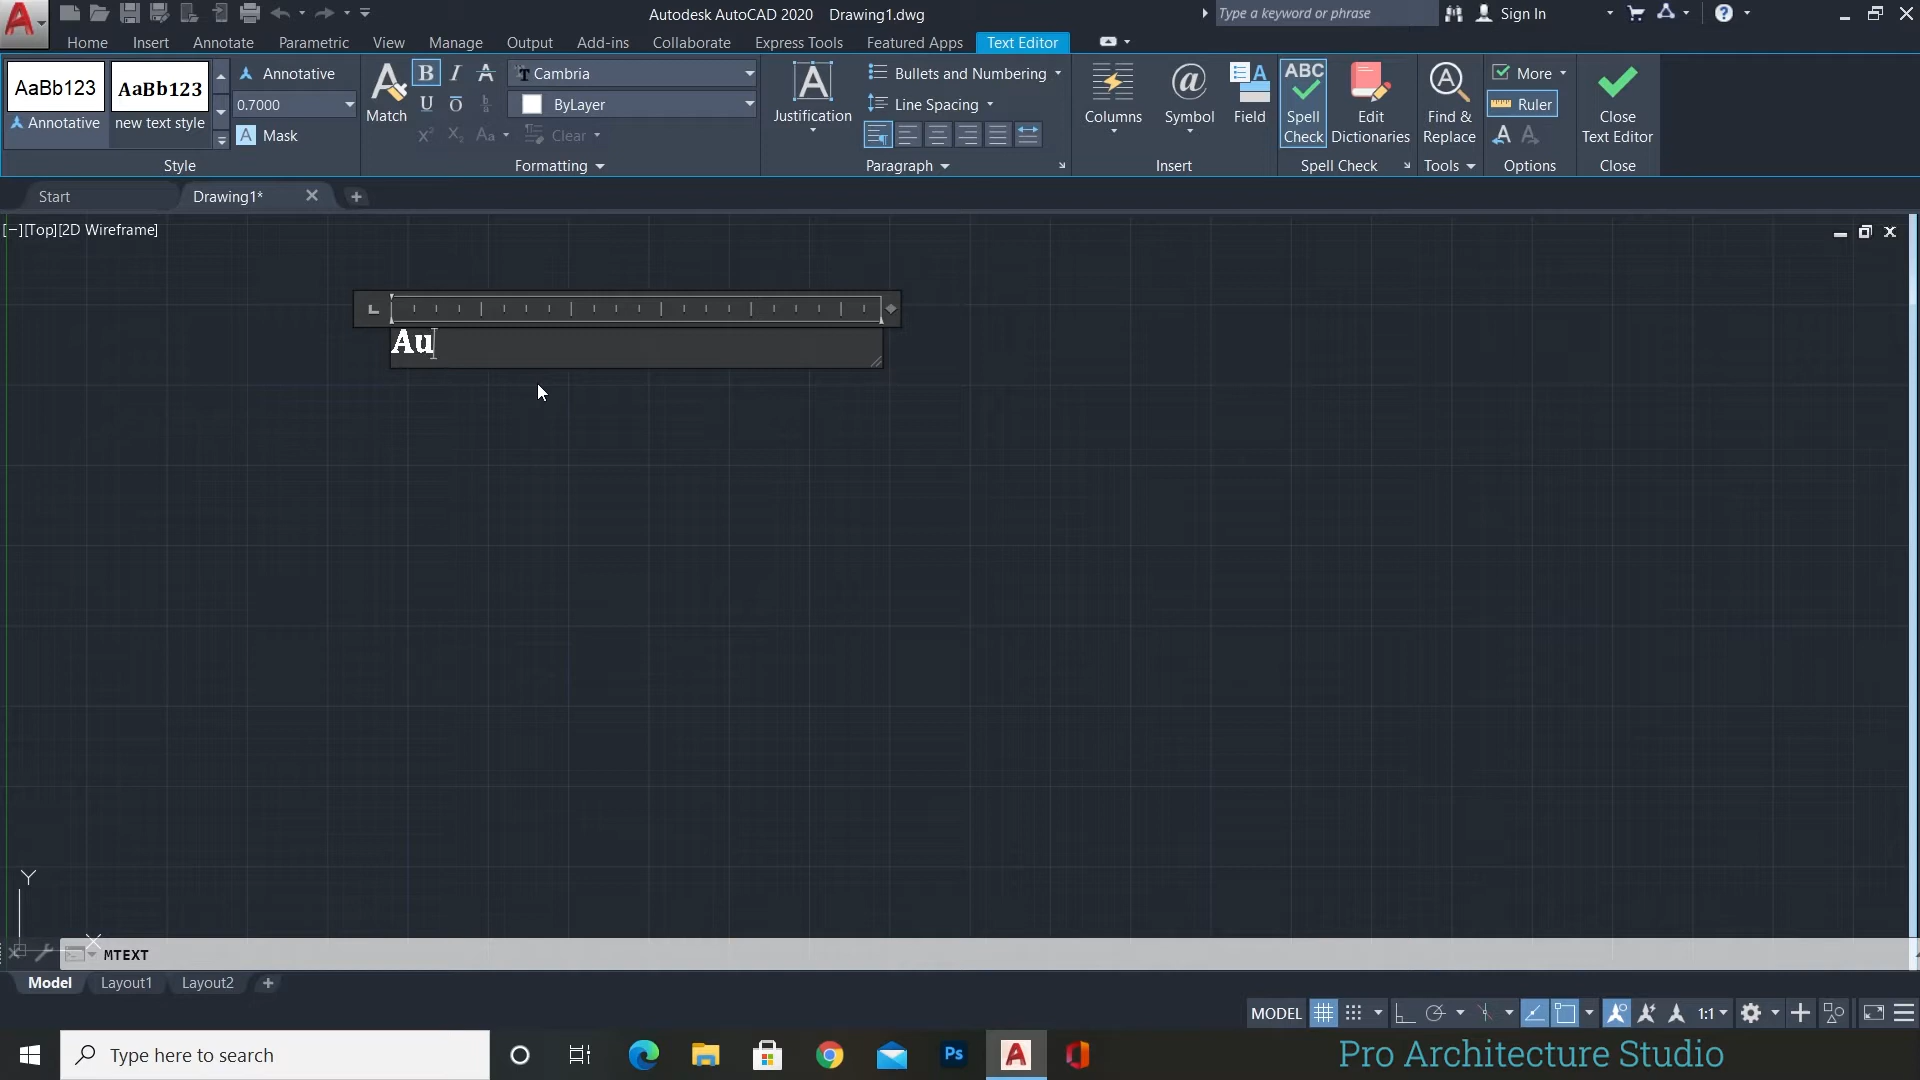 Autodesk AutoCAD 2020 Drawing1.dwg
Type a keyword or phrase
Sign In
Home Insert Annotate Parametric View Manage Output Add-ins Collaborate Express Tools Featured Apps Text Editor
AaBb123
Annotative
AaBb123
new text style
Annotative
0.7000
A Mask
Style
Match
B I A
U O
X² X₂ Aa Clear
Cambria
ByLayer
Formatting
Justification
Bullets and Numbering
Line Spacing
Paragraph
Columns
Symbol
Field
Insert
ABC
Spell
Check
Edit
Dictionaries
Spell Check
Find &
Replace
Tools
More
Ruler
Options
Close
Text Editor
Close
Start
Drawing1*
[−][Top][2D Wireframe]
Au
Y
X
MTEXT
Model Layout1 Layout2
MODEL
1:1
Type here to search
Ps
Pro Architecture Studio